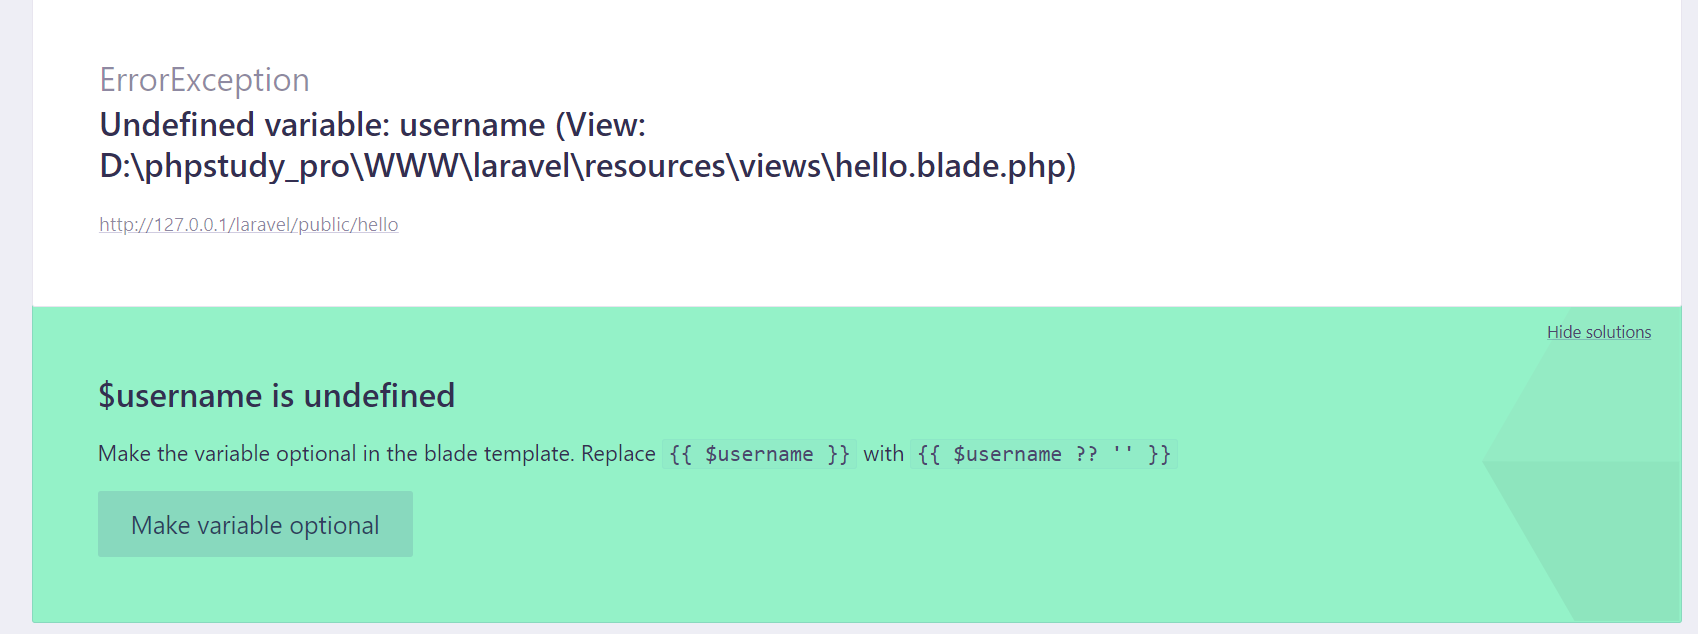 ErrorException
Undefined variable: username (View:
D:\phpstudy_pro\WWW\laravel\resources\views\hello.blade.php)
http://127.0.0.1/laravel/public/hello
Hide solutions
$username is undefined
Make the variable optional in the blade template. Replace {{ $username }} with {{ $username ?? '' }}
Make variable optional